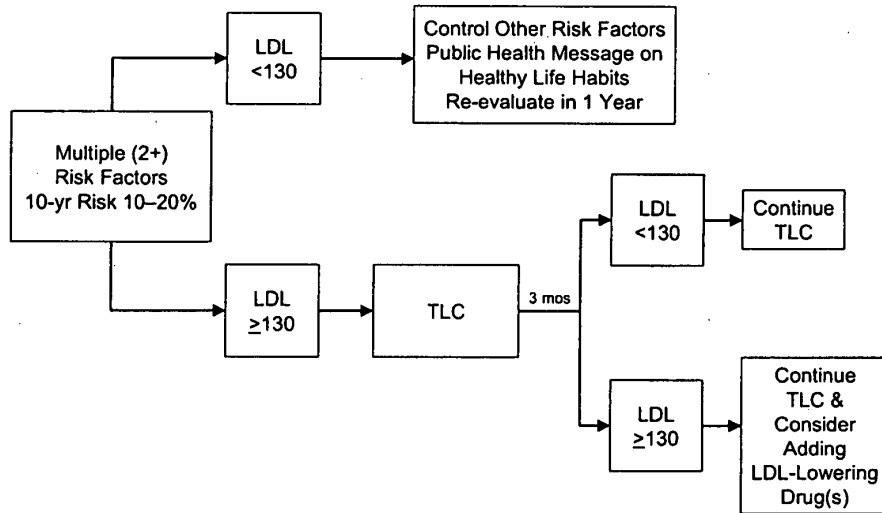 LDL
<130
Control Other Risk Factors
Public Health Message on
Healthy Life Habits
Re-evaluate in 1 Year
Multiple (2+)
Risk Factors
10-yr Risk 10–20%
LDL
≥130
TLC
3 mos
LDL
<130
Continue
TLC
LDL
≥130
Continue
TLC &
Consider
Adding
LDL-Lowering
Drug(s)